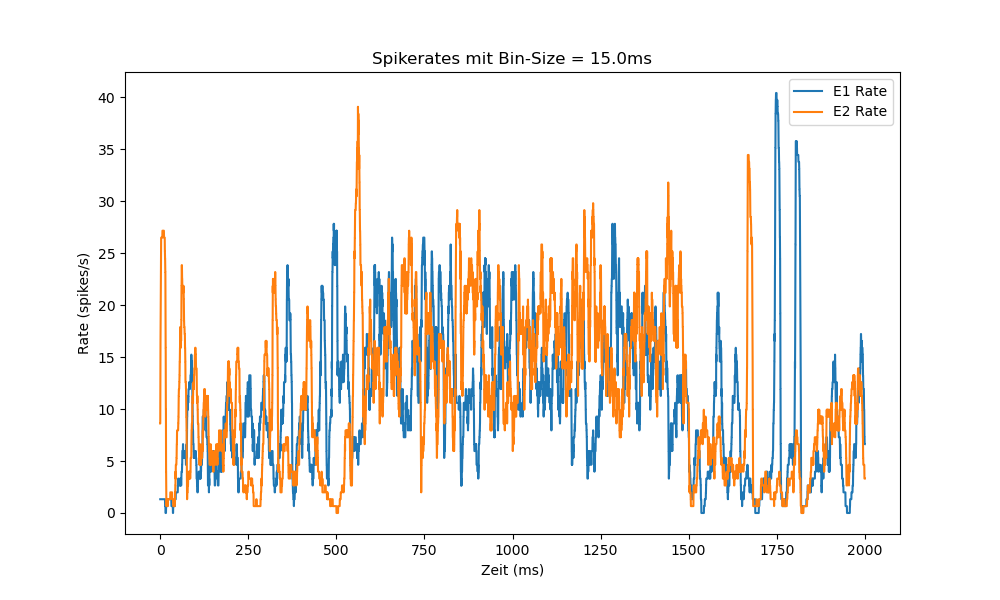 Spikerates mit Bin-Size = 15.0ms
E1 Rate
E2 Rate
Rate (spikes/s)
40
35
30
25
20
15
10
5
0
0 250 500 750 1000 1250 1500 1750 2000
Zeit (ms)